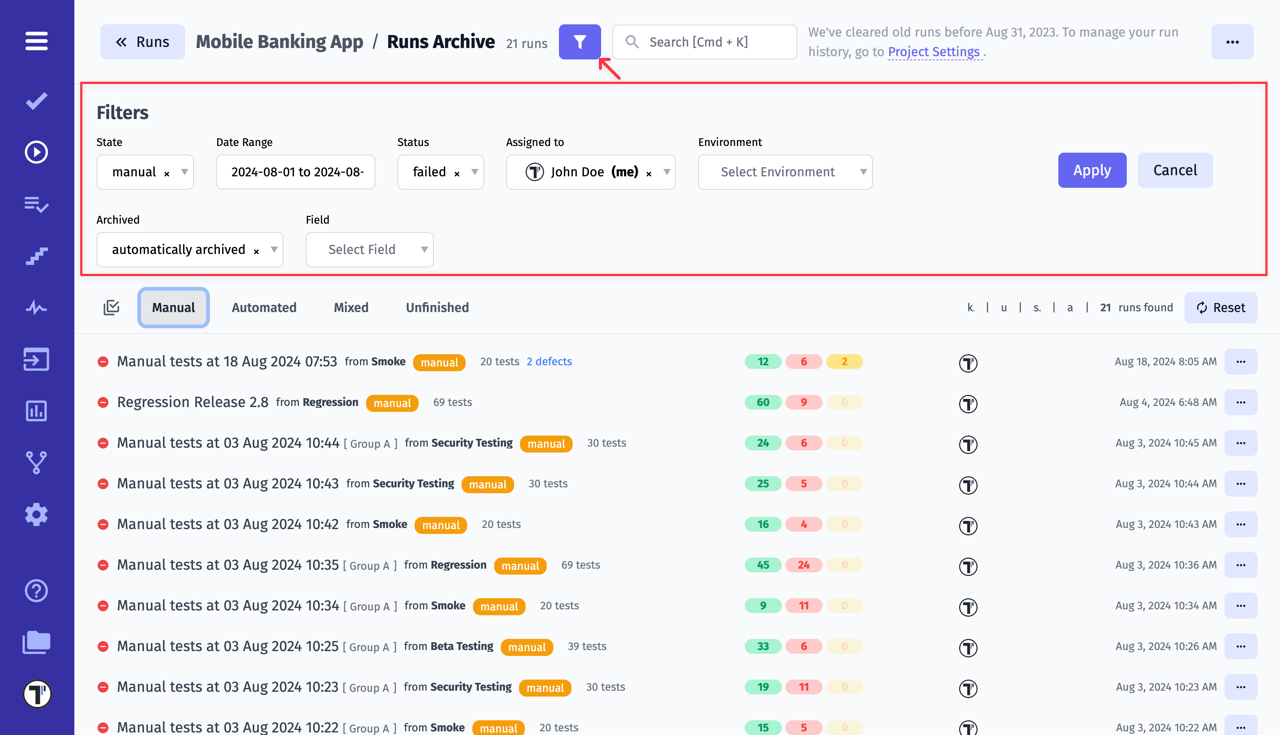 « Runs
Mobile Banking App / Runs Archive 21 runs
Search [Cmd + K]
We've cleared old runs before Aug 31, 2023. To manage your run
history, go to Project Settings .
Filters
State Date Range Status Assigned to Environment
manual × 2024-08-01 to 2024-08- failed × John Doe (me) × Select Environment Apply Cancel
Archived Field
automatically archived × Select Field
Manual Automated Mixed Unfinished k. | u | s. | a | 21 runs found Reset
Manual tests at 18 Aug 2024 07:53 from Smoke manual 20 tests 2 defects 12 6 2 Aug 18, 2024 8:05 AM
Regression Release 2.8 from Regression manual 69 tests 60 9 0 Aug 4, 2024 6:48 AM
Manual tests at 03 Aug 2024 10:44 [ Group A ] from Security Testing manual 30 tests 24 6 0 Aug 3, 2024 10:45 AM
Manual tests at 03 Aug 2024 10:43 from Security Testing manual 30 tests 25 5 0 Aug 3, 2024 10:44 AM
Manual tests at 03 Aug 2024 10:42 from Smoke manual 20 tests 16 4 0 Aug 3, 2024 10:43 AM
Manual tests at 03 Aug 2024 10:35 [ Group A ] from Regression manual 69 tests 45 24 0 Aug 3, 2024 10:36 AM
Manual tests at 03 Aug 2024 10:34 [ Group A ] from Smoke manual 20 tests 9 11 0 Aug 3, 2024 10:34 AM
Manual tests at 03 Aug 2024 10:25 [ Group A ] from Beta Testing manual 39 tests 33 6 0 Aug 3, 2024 10:26 AM
Manual tests at 03 Aug 2024 10:23 [ Group A ] from Security Testing manual 30 tests 19 11 0 Aug 3, 2024 10:23 AM
Manual tests at 03 Aug 2024 10:22 [ Group A ] from Smoke manual 20 tests 15 5 0 Aug 3, 2024 10:22 AM